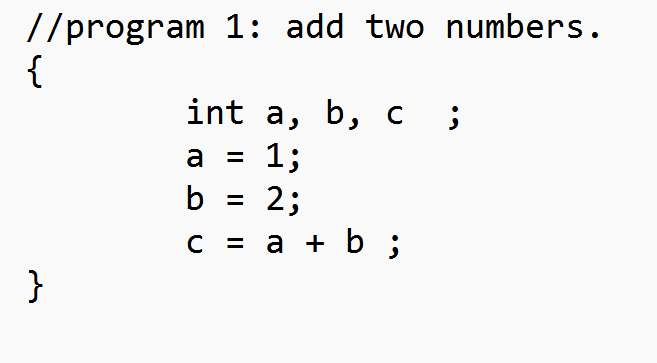 //program 1: add two numbers.
{
        int a, b, c  ;
        a = 1;
        b = 2;
        c = a + b ;
}